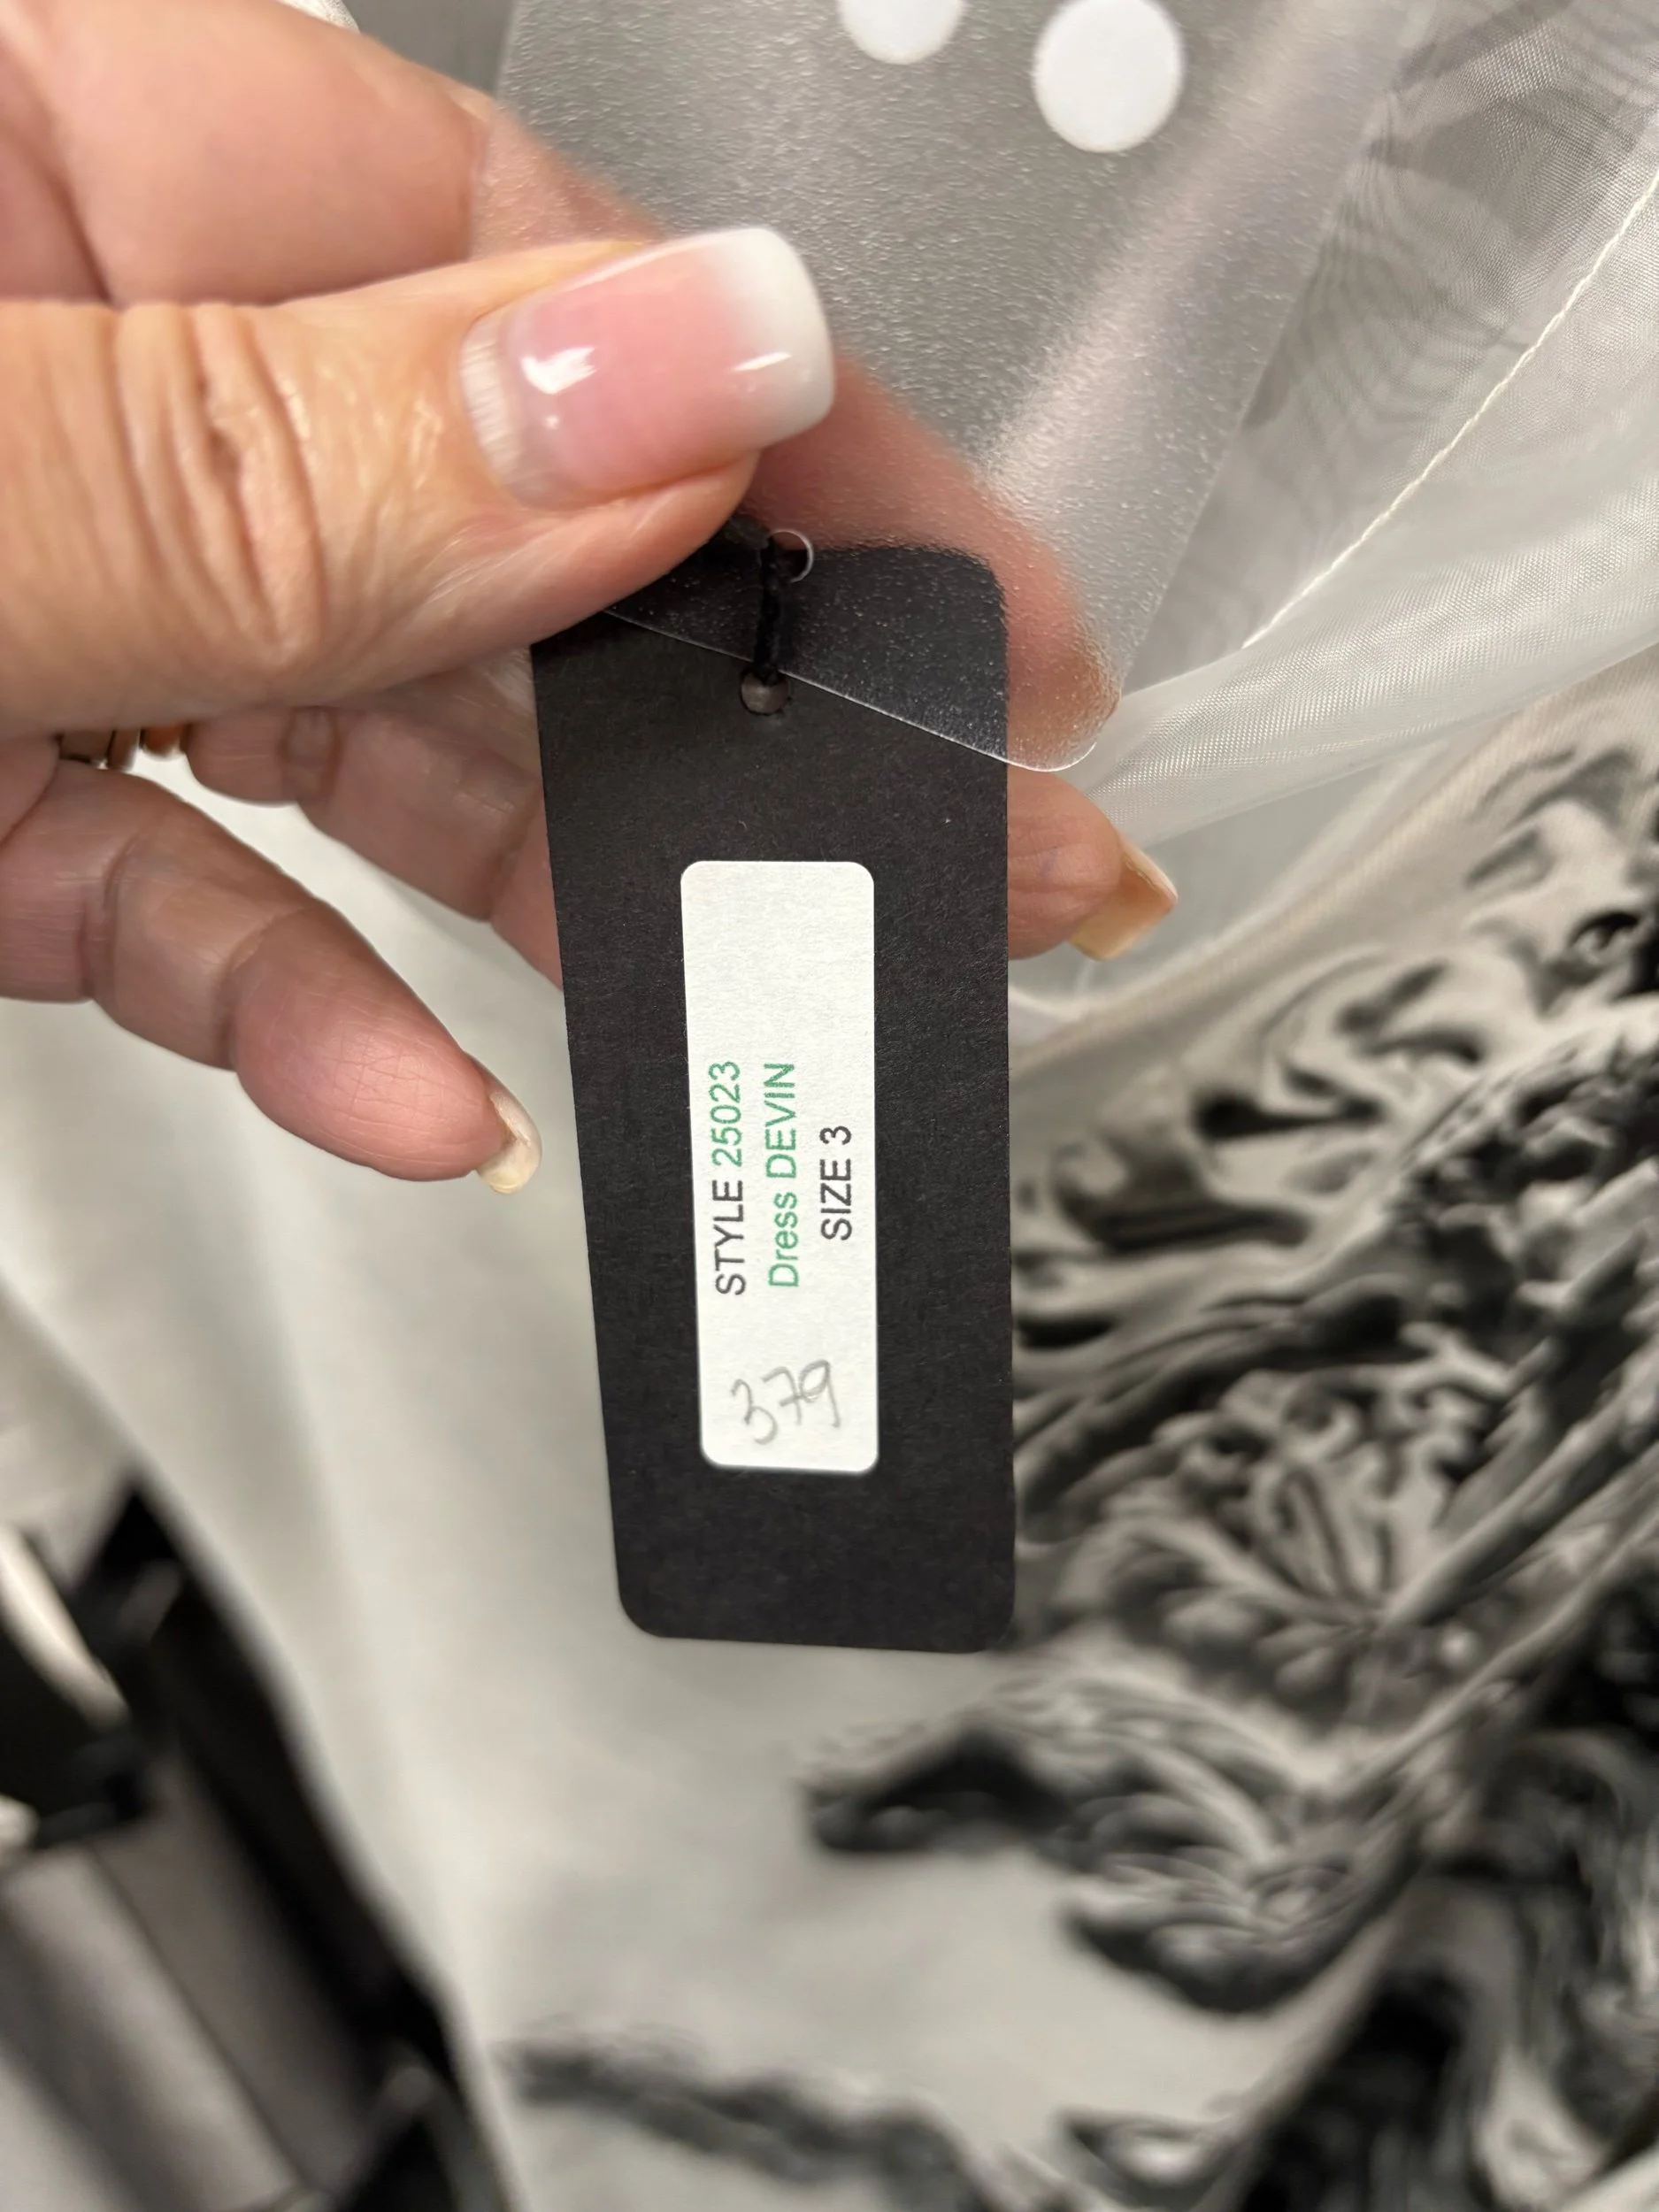 STYLE 25023
Dress DEVIN
SIZE 3
379